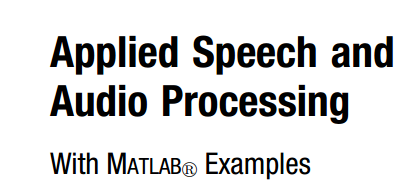 Applied Speech and
Audio Processing
With MATLAB® Examples